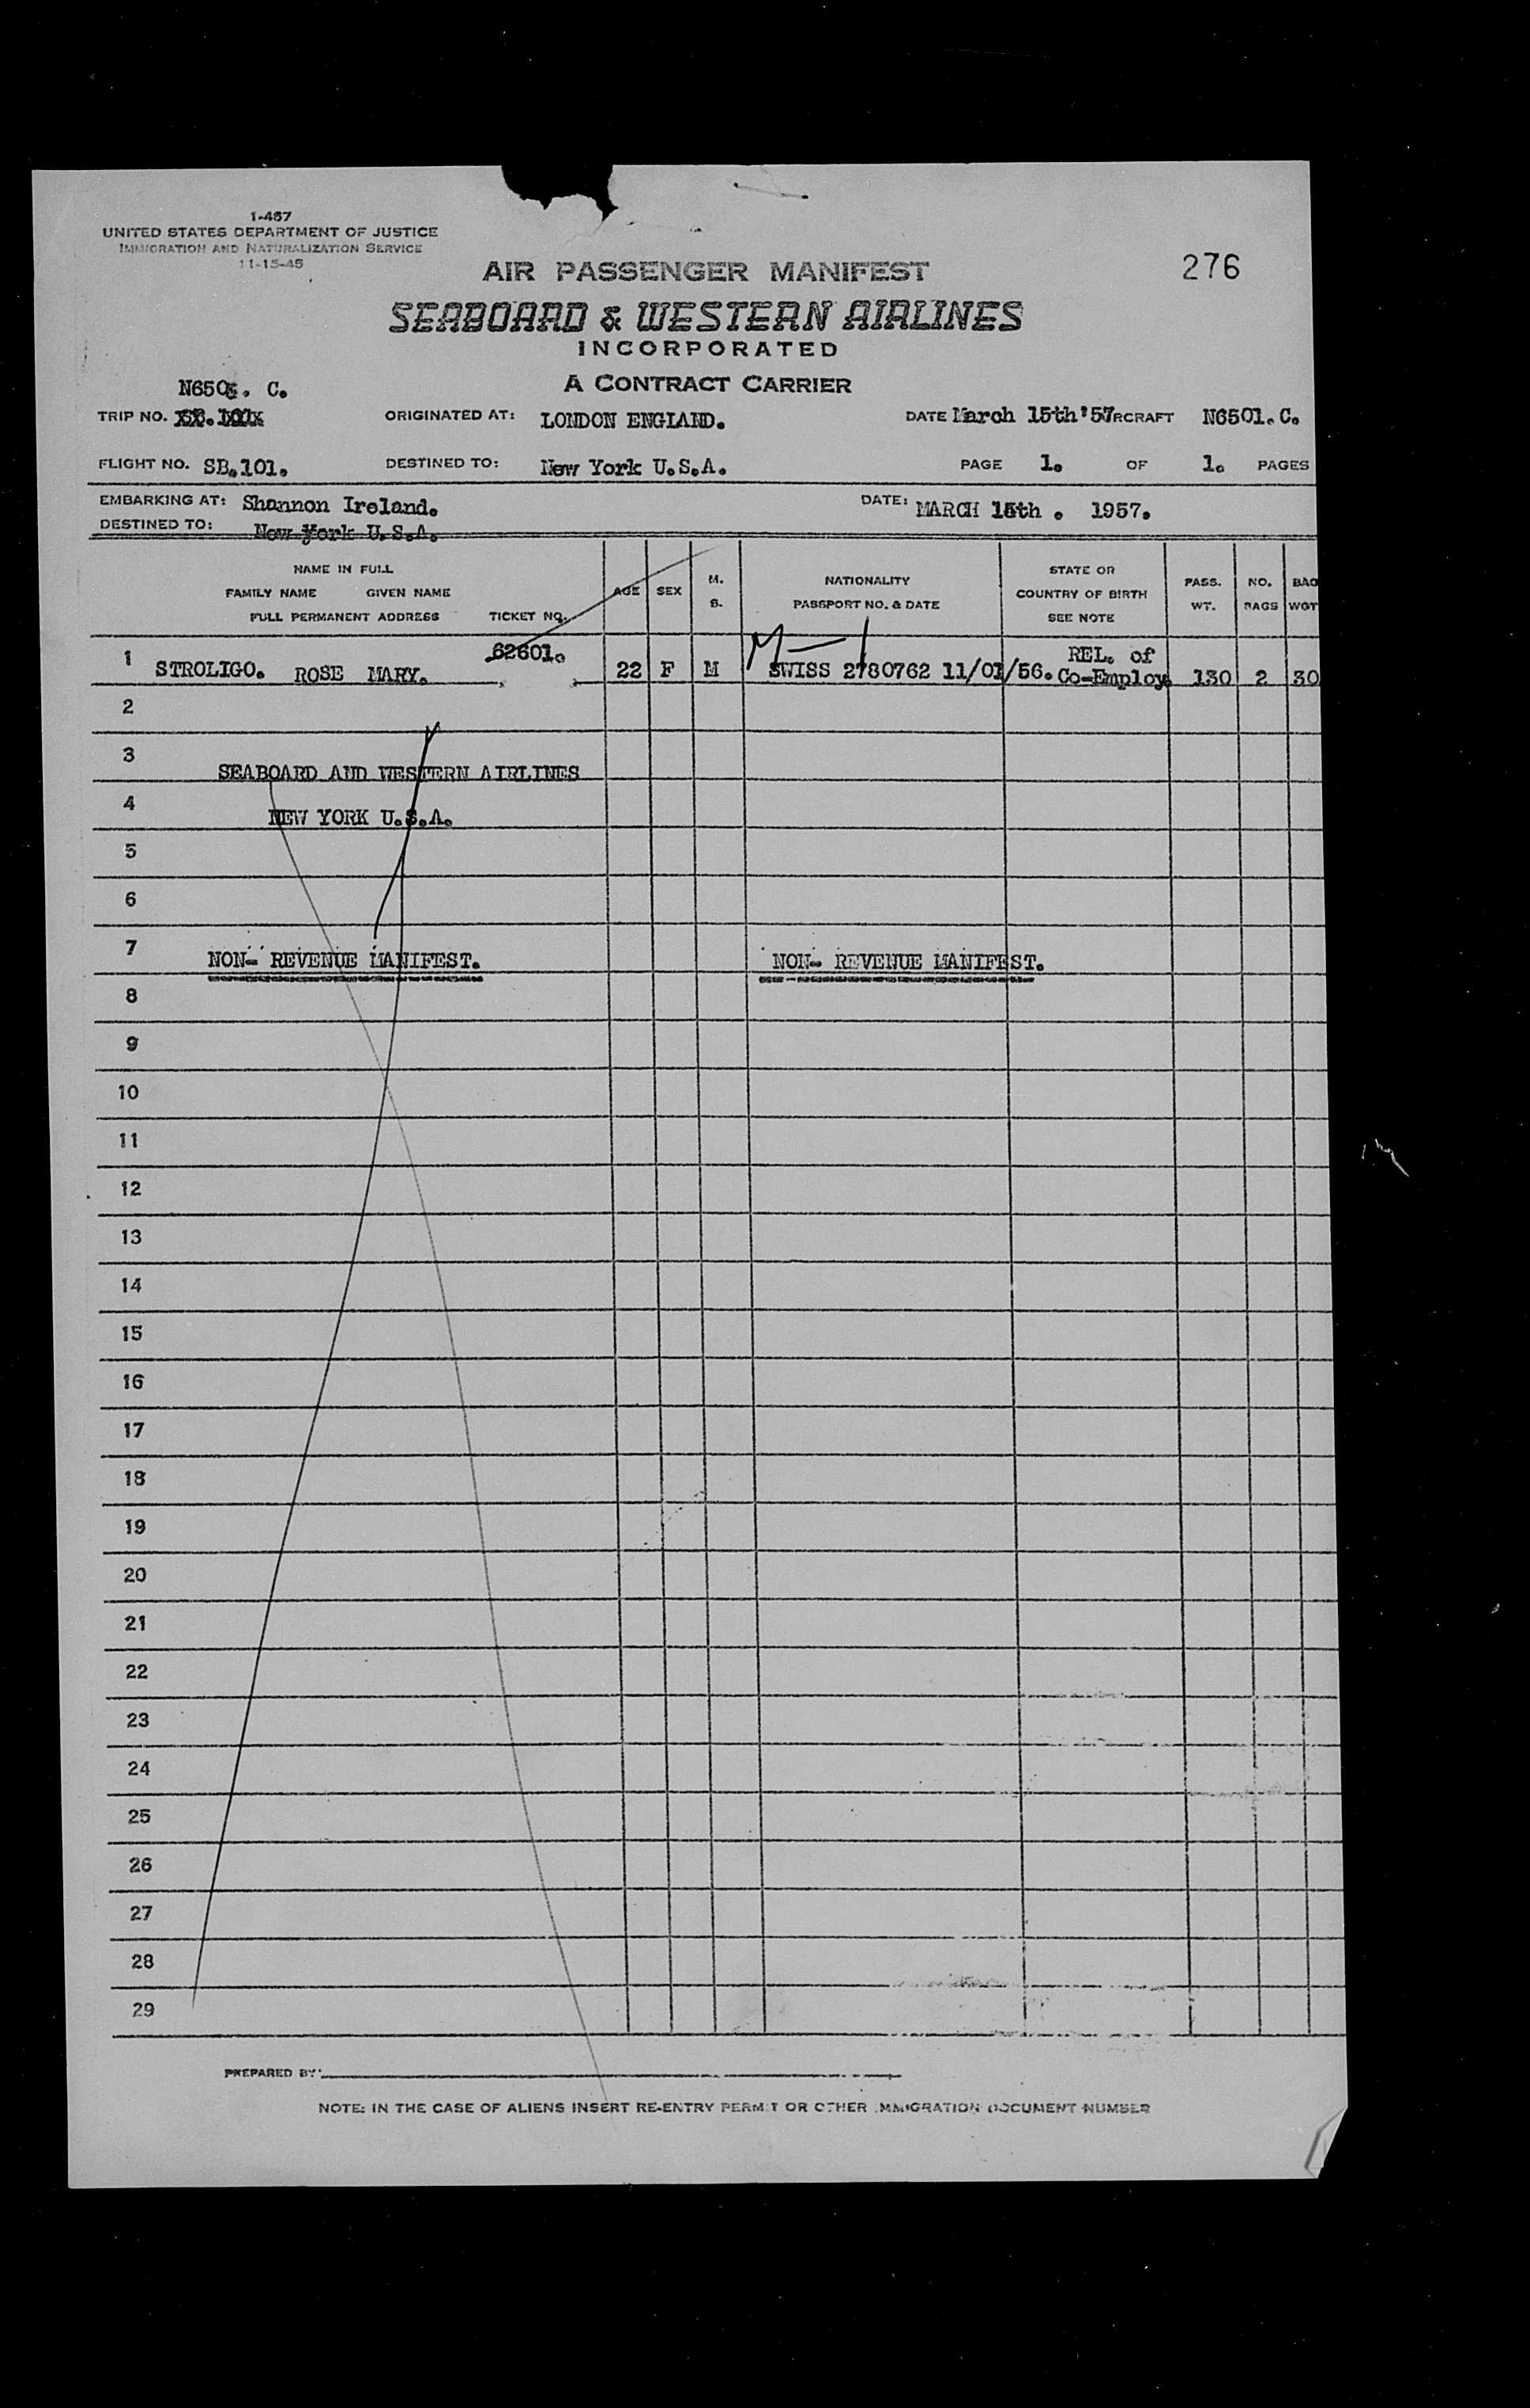 1-467
UNITED STATES DEPARTMENT OF JUSTICE
IMMIGRATION AND NATURALIZATION SERVICE
11-15-45
276
AIR PASSENGER MANIFEST
SEABOARD & WESTERN AIRLINES
INCORPORATED
A CONTRACT CARRIER
N650 . C.
TRIP NO. ORIGINATED AT: LONDON ENGLAND. DATE March 15th'57 RCRAFT N6501.C.
FLIGHT NO. SB.101. DESTINED TO: New York U.S.A. PAGE 1. OF 1. PAGES
EMBARKING AT: Shannon Ireland. DATE: MARCH 15th . 1957.
DESTINED TO: New York U.S.A.
NAME IN FULL
FAMILY NAME GIVEN NAME
FULL PERMANENT ADDRESS TICKET NO.
AGE SEX M. S.
NATIONALITY
PASSPORT NO. & DATE
STATE OR
COUNTRY OF BIRTH
SEE NOTE
PASS. WT.
NO. BAGS
BAG WGT
62601. REL. of
1 STROLIGO. ROSE MARY. 22 F M SWISS 2780762 11/01/56. Co-Employ. 130 2 30
2
3 SEABOARD AND WESTERN AIRLINES
4 NEW YORK U.S.A.
5
6
7 NON- REVENUE MANIFEST. NON- REVENUE MANIFEST.
8
9
10
11
12
13
14
15
16
17
18
19
20
21
22
23
24
25
26
27
28
29
PREPARED BY:
NOTE: IN THE CASE OF ALIENS INSERT RE-ENTRY PERMIT OR OTHER IMMIGRATION DOCUMENT NUMBER